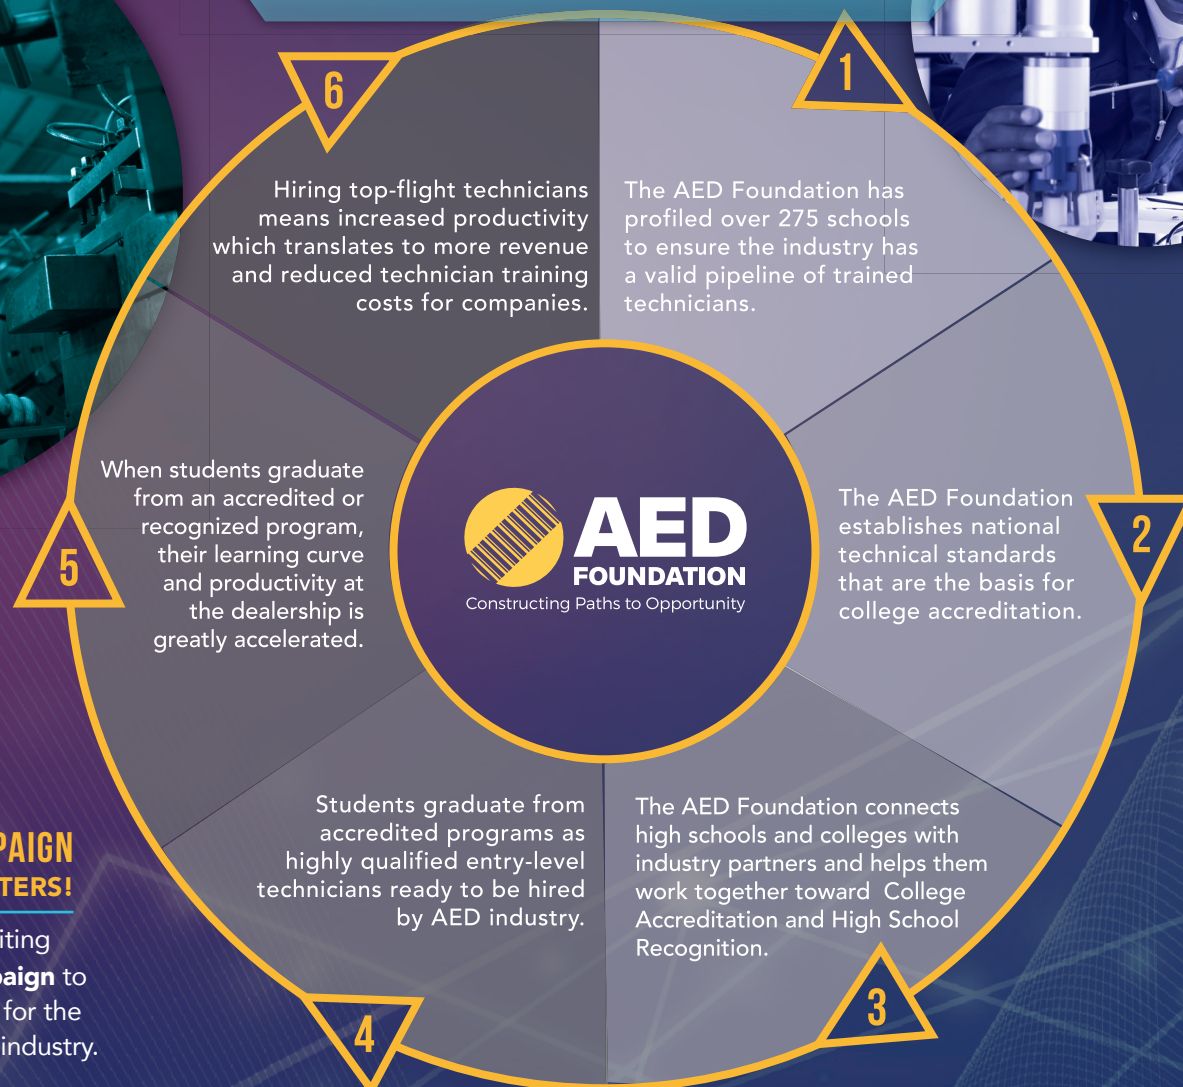 1
The AED Foundation has
profiled over 275 schools
to ensure the industry has
a valid pipeline of trained
technicians.
2
The AED Foundation
establishes national
technical standards
that are the basis for
college accreditation.
3
The AED Foundation connects
high schools and colleges with
industry partners and helps them
work together toward College
Accreditation and High School
Recognition.
4
Students graduate from
accredited programs as
highly qualified entry-level
technicians ready to be hired
by AED industry.
5
When students graduate
from an accredited or
recognized program,
their learning curve
and productivity at
the dealership is
greatly accelerated.
6
Hiring top-flight technicians
means increased productivity
which translates to more revenue
and reduced technician training
costs for companies.
AED
FOUNDATION
Constructing Paths to Opportunity
to
for the
industry.